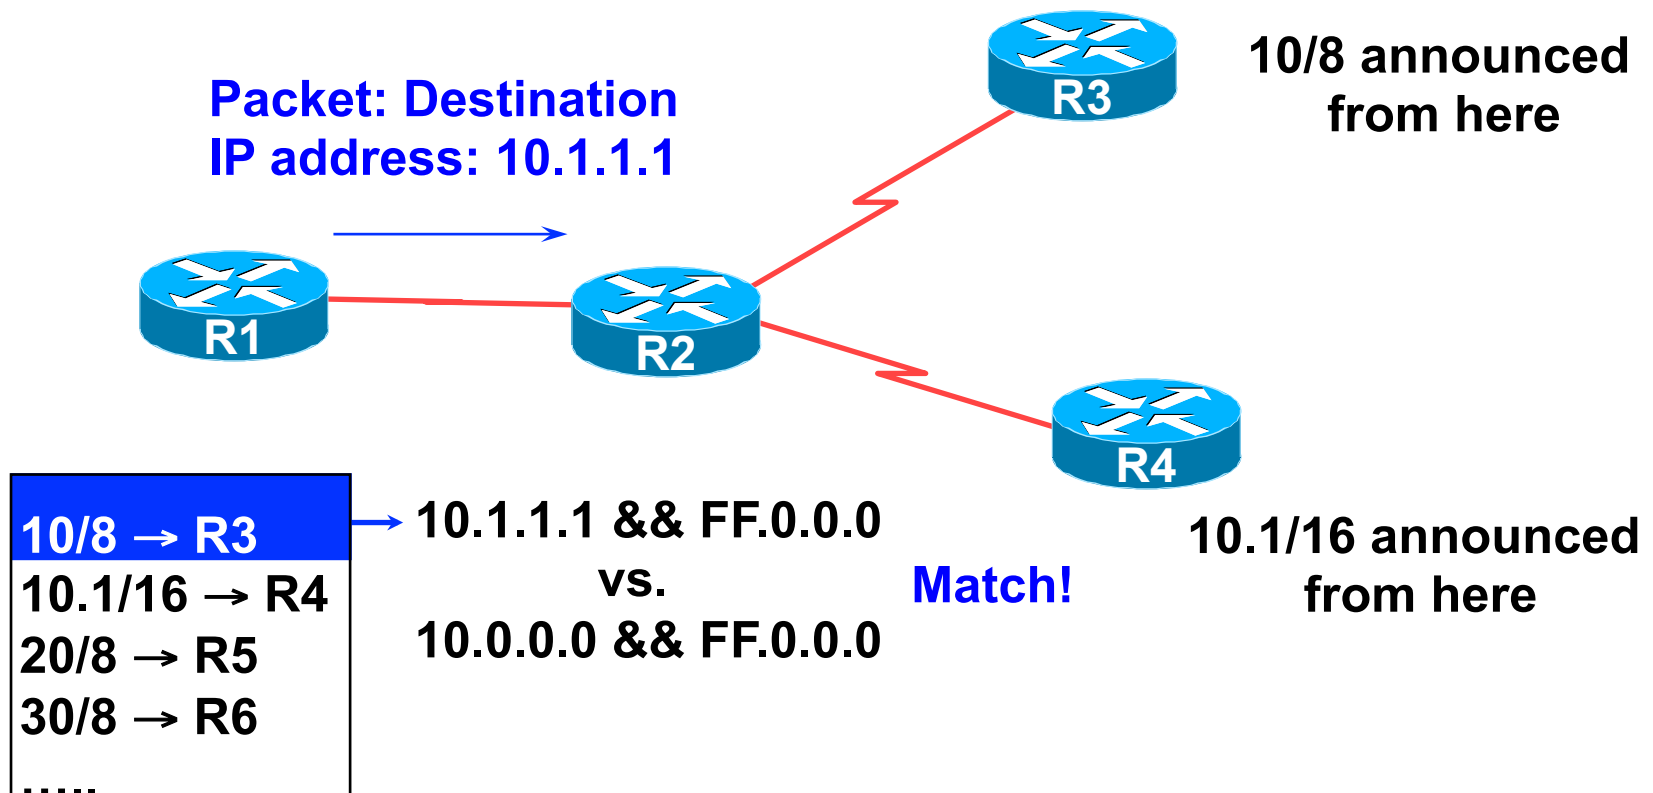 Packet: Destination
IP address: 10.1.1.1
10/8 announced
from here
R3
R1
R2
R4
10.1/16 announced
from here
10/8 → R3
10.1/16 → R4
20/8 → R5
30/8 → R6
.....
10.1.1.1 && FF.0.0.0
vs.
10.0.0.0 && FF.0.0.0
Match!